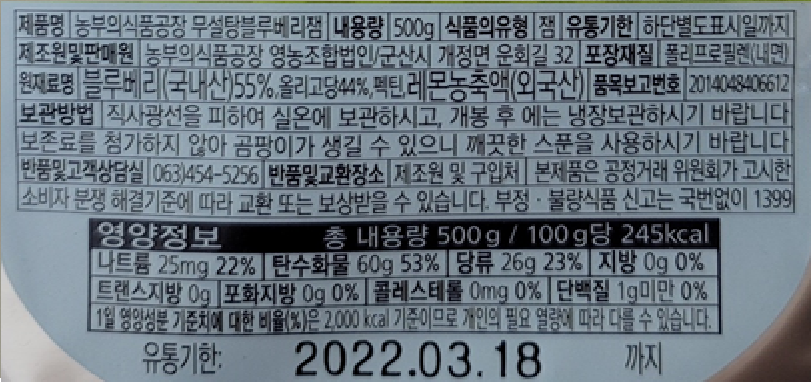 제품명 농부의식품공장 무설탕블루베리잼 내용량 500g 식품의유형 잼 유통기한 하단별도표시일까지
제조원및판매원 농부의식품공장 영농조합법인/군산시 개정면 운회길 32 포장재질 폴리프로필렌(내면)
원재료명 블루베리(국내산)55%,올리고당44%,펙틴,레몬농축액(외국산) 품목보고번호 2014048406612
보관방법 직사광선을 피하여 실온에 보관하시고, 개봉 후 에는 냉장보관하시기 바랍니다
보존료를 첨가하지 않아 곰팡이가 생길 수 있으니 깨끗한 스푼을 사용하시기 바랍니다
반품및고객상담실 063)454-5256 반품및교환장소 제조원 및 구입처 본제품은 공정거래 위원회가 고시한
소비자 분쟁 해결기준에 따라 교환 또는 보상받을 수 있습니다. 부정 · 불량식품 신고는 국번없이 1399
영양정보 총 내용량 500g / 100g당 245kcal
나트륨 25mg 22% 탄수화물 60g 53% 당류 26g 23% 지방 0g 0%
트랜스지방 0g 포화지방 0g 0% 콜레스테롤 0mg 0% 단백질 1g미만 0%
1일 영양성분 기준치에 대한 비율(%)은 2,000 kcal 기준이므로 개인의 필요 열량에 따라 다를 수 있습니다.
유통기한: 2022.03.18 까지